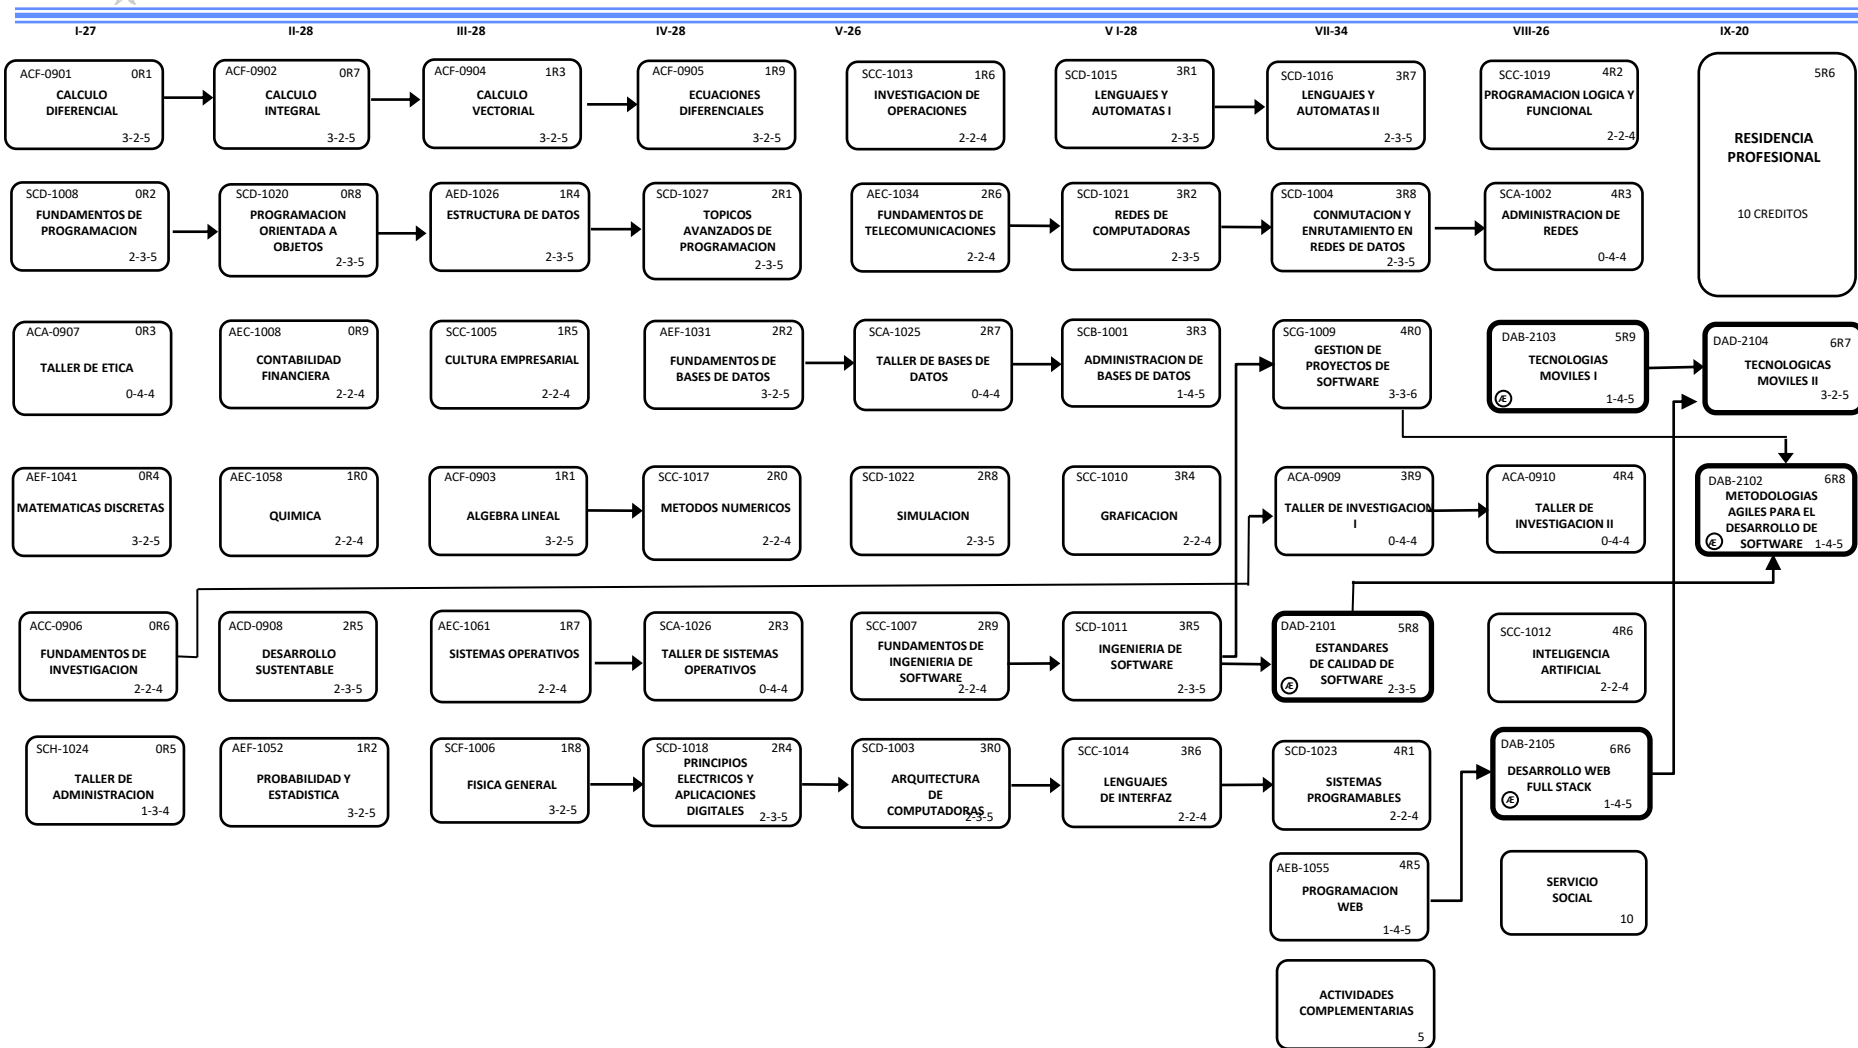 I-27 II-28 III-28 IV-28 V-26 V I-28 VII-34 VIII-26 IX-20
ACF-0901 0R1
CALCULO
DIFERENCIAL
3-2-5
ACF-0902 0R7
CALCULO
INTEGRAL
3-2-5
ACF-0904 1R3
CALCULO
VECTORIAL
3-2-5
ACF-0905 1R9
ECUACIONES
DIFERENCIALES
3-2-5
SCC-1013 1R6
INVESTIGACION DE
OPERACIONES
2-2-4
SCD-1015 3R1
LENGUAJES Y
AUTOMATAS I
2-3-5
SCD-1016 3R7
LENGUAJES Y
AUTOMATAS II
2-3-5
SCC-1019 4R2
PROGRAMACION LOGICA Y
FUNCIONAL
2-2-4
5R6
RESIDENCIA
PROFESIONAL
10 CREDITOS
SCD-1008 0R2
FUNDAMENTOS DE
PROGRAMACION
2-3-5
SCD-1020 0R8
PROGRAMACION
ORIENTADA A
OBJETOS
2-3-5
AED-1026 1R4
ESTRUCTURA DE DATOS
2-3-5
SCD-1027 2R1
TOPICOS
AVANZADOS DE
PROGRAMACION
2-3-5
AEC-1034 2R6
FUNDAMENTOS DE
TELECOMUNICACIONES
2-2-4
SCD-1021 3R2
REDES DE
COMPUTADORAS
2-3-5
SCD-1004 3R8
CONMUTACION Y
ENRUTAMIENTO EN
REDES DE DATOS
2-3-5
SCA-1002 4R3
ADMINISTRACION DE
REDES
0-4-4
ACA-0907 0R3
TALLER DE ETICA
0-4-4
AEC-1008 0R9
CONTABILIDAD
FINANCIERA
2-2-4
SCC-1005 1R5
CULTURA EMPRESARIAL
2-2-4
AEF-1031 2R2
FUNDAMENTOS DE
BASES DE DATOS
3-2-5
SCA-1025 2R7
TALLER DE BASES DE
DATOS
0-4-4
SCB-1001 3R3
ADMINISTRACION DE
BASES DE DATOS
1-4-5
SCG-1009 4R0
GESTION DE
PROYECTOS DE
SOFTWARE
3-3-6
DAB-2103 5R9
TECNOLOGIAS
MOVILES I
Æ 1-4-5
DAD-2104 6R7
TECNOLOGICAS
MOVILES II
3-2-5
AEF-1041 0R4
MATEMATICAS DISCRETAS
3-2-5
AEC-1058 1R0
QUIMICA
2-2-4
ACF-0903 1R1
ALGEBRA LINEAL
3-2-5
SCC-1017 2R0
METODOS NUMERICOS
2-2-4
SCD-1022 2R8
SIMULACION
2-3-5
SCC-1010 3R4
GRAFICACION
2-2-4
ACA-0909 3R9
TALLER DE INVESTIGACION
I
0-4-4
ACA-0910 4R4
TALLER DE
INVESTIGACION II
0-4-4
DAB-2102 6R8
METODOLOGIAS
AGILES PARA EL
DESARROLLO DE
Æ SOFTWARE 1-4-5
ACC-0906 0R6
FUNDAMENTOS DE
INVESTIGACION
2-2-4
ACD-0908 2R5
DESARROLLO
SUSTENTABLE
2-3-5
AEC-1061 1R7
SISTEMAS OPERATIVOS
2-2-4
SCA-1026 2R3
TALLER DE SISTEMAS
OPERATIVOS
0-4-4
SCC-1007 2R9
FUNDAMENTOS DE
INGENIERIA DE
SOFTWARE
2-2-4
SCD-1011 3R5
INGENIERIA DE
SOFTWARE
2-3-5
DAD-2101 5R8
ESTANDARES
DE CALIDAD DE
SOFTWARE
Æ 2-3-5
SCC-1012 4R6
INTELIGENCIA
ARTIFICIAL
2-2-4
SCH-1024 0R5
TALLER DE
ADMINISTRACION
1-3-4
AEF-1052 1R2
PROBABILIDAD Y
ESTADISTICA
3-2-5
SCF-1006 1R8
FISICA GENERAL
3-2-5
SCD-1018 2R4
PRINCIPIOS
ELECTRICOS Y
APLICACIONES
DIGITALES
2-3-5
SCD-1003 3R0
ARQUITECTURA
DE
COMPUTADORAS
2-3-5
SCC-1014 3R6
LENGUAJES
DE INTERFAZ
2-2-4
SCD-1023 4R1
SISTEMAS
PROGRAMABLES
2-2-4
DAB-2105 6R6
DESARROLLO WEB
FULL STACK
Æ 1-4-5
AEB-1055 4R5
PROGRAMACION
WEB
1-4-5
SERVICIO
SOCIAL
10
ACTIVIDADES
COMPLEMENTARIAS
5